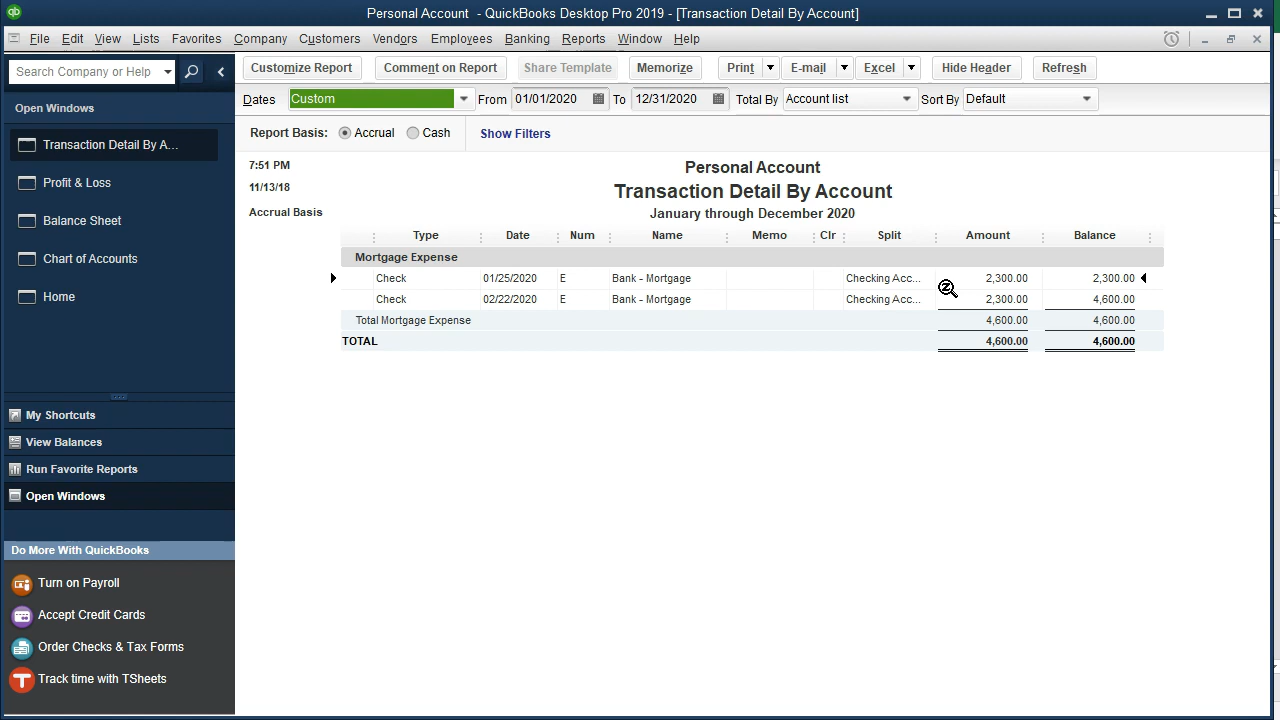 qb Personal Account - QuickBooks Desktop Pro 2019 - [Transaction Detail By Account]
File Edit View Lists Favorites Company Customers Vendors Employees Banking Reports Window Help
Search Company or Help
Customize Report Comment on Report Share Template Memorize Print E-mail Excel Hide Header Refresh
Dates Custom From 01/01/2020 To 12/31/2020 Total By Account list Sort By Default
Report Basis: Accrual Cash Show Filters
Open Windows
Transaction Detail By A...
Profit & Loss
Balance Sheet
Chart of Accounts
Home
My Shortcuts
View Balances
Run Favorite Reports
Open Windows
Do More With QuickBooks
Turn on Payroll
Accept Credit Cards
Order Checks & Tax Forms
T Track time with TSheets
7:51 PM
11/13/18
Accrual Basis
Personal Account
Transaction Detail By Account
January through December 2020
Type Date Num Name Memo Clr Split Amount Balance
Mortgage Expense
Check 01/25/2020 E Bank - Mortgage Checking Acc... 2,300.00 2,300.00
Check 02/22/2020 E Bank - Mortgage Checking Acc... 2,300.00 4,600.00
Total Mortgage Expense 4,600.00 4,600.00
TOTAL 4,600.00 4,600.00